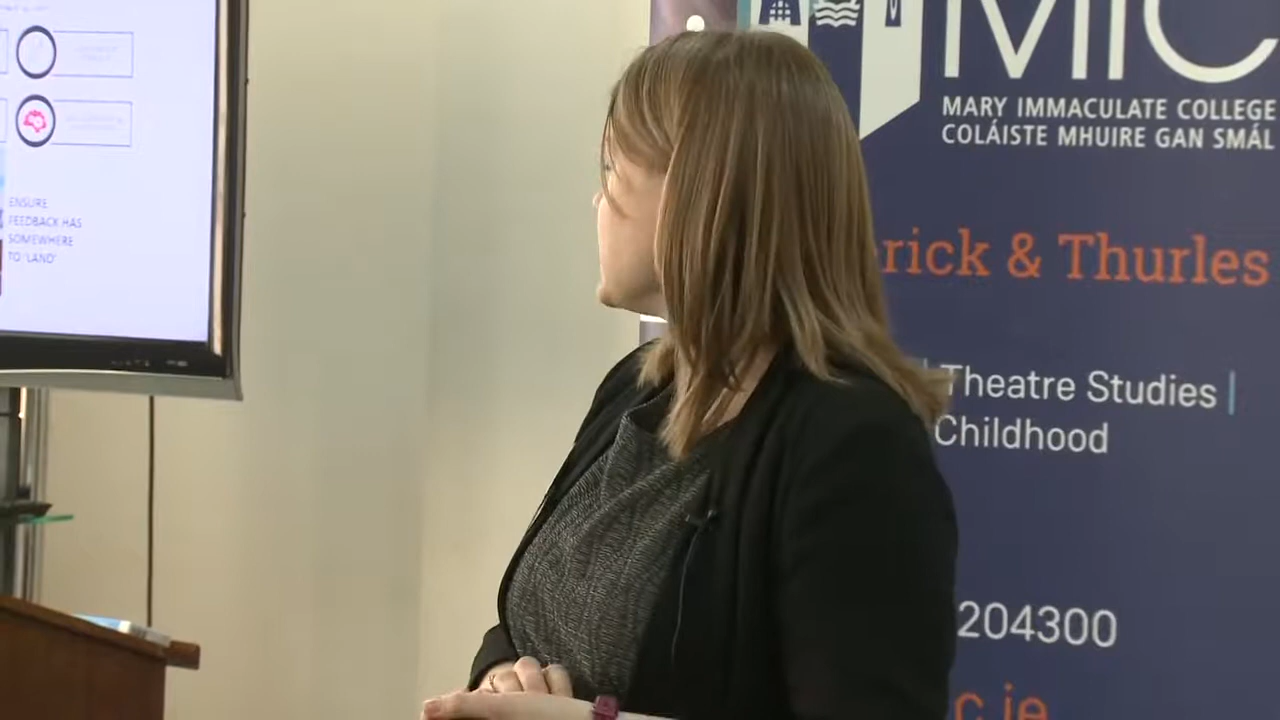 ENSURE
FEEDBACK HAS
SOMEWHERE
TO 'LAND'
MIC
MARY IMMACULATE COLLEGE
COLÁISTE MHUIRE GAN SMÁL
rick & Thurles
Theatre Studies |
Childhood
204300
c.ie